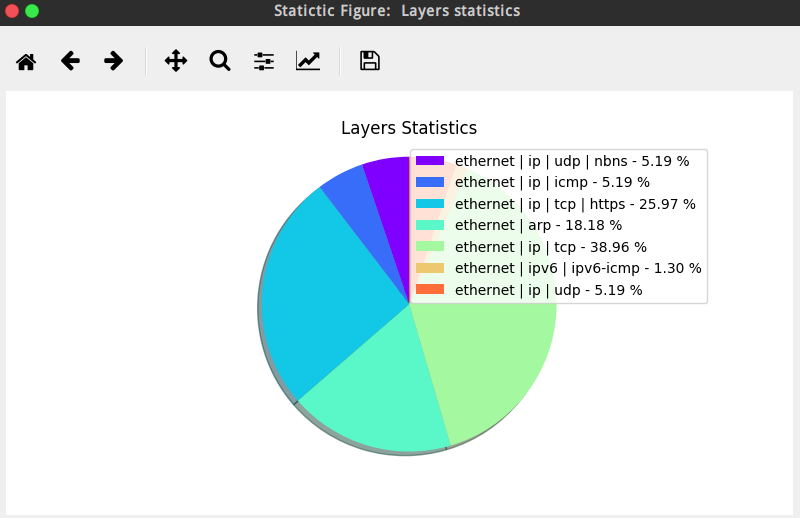 Statictic Figure:  Layers statistics
Layers Statistics
ethernet | ip | udp | nbns - 5.19 %
ethernet | ip | icmp - 5.19 %
ethernet | ip | tcp | https - 25.97 %
ethernet | arp - 18.18 %
ethernet | ip | tcp - 38.96 %
ethernet | ipv6 | ipv6-icmp - 1.30 %
ethernet | ip | udp - 5.19 %